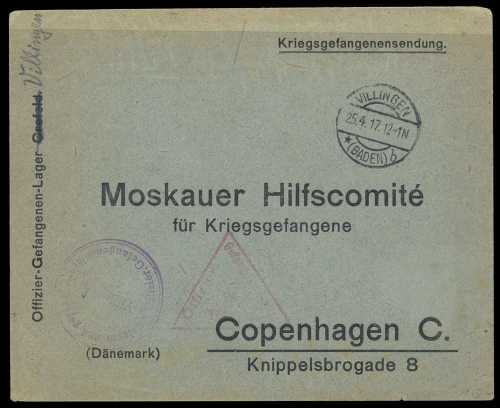 Kriegsgefangenensendung.
Offizier-Gefangenen-Lager Crefeld. Villingen
VILLINGEN
25.4.17.12-1N
* (BADEN) b
Moskauer Hilfscomité
für Kriegsgefangene
Copenhagen C.
(Dänemark)
Knippelsbrogade 8